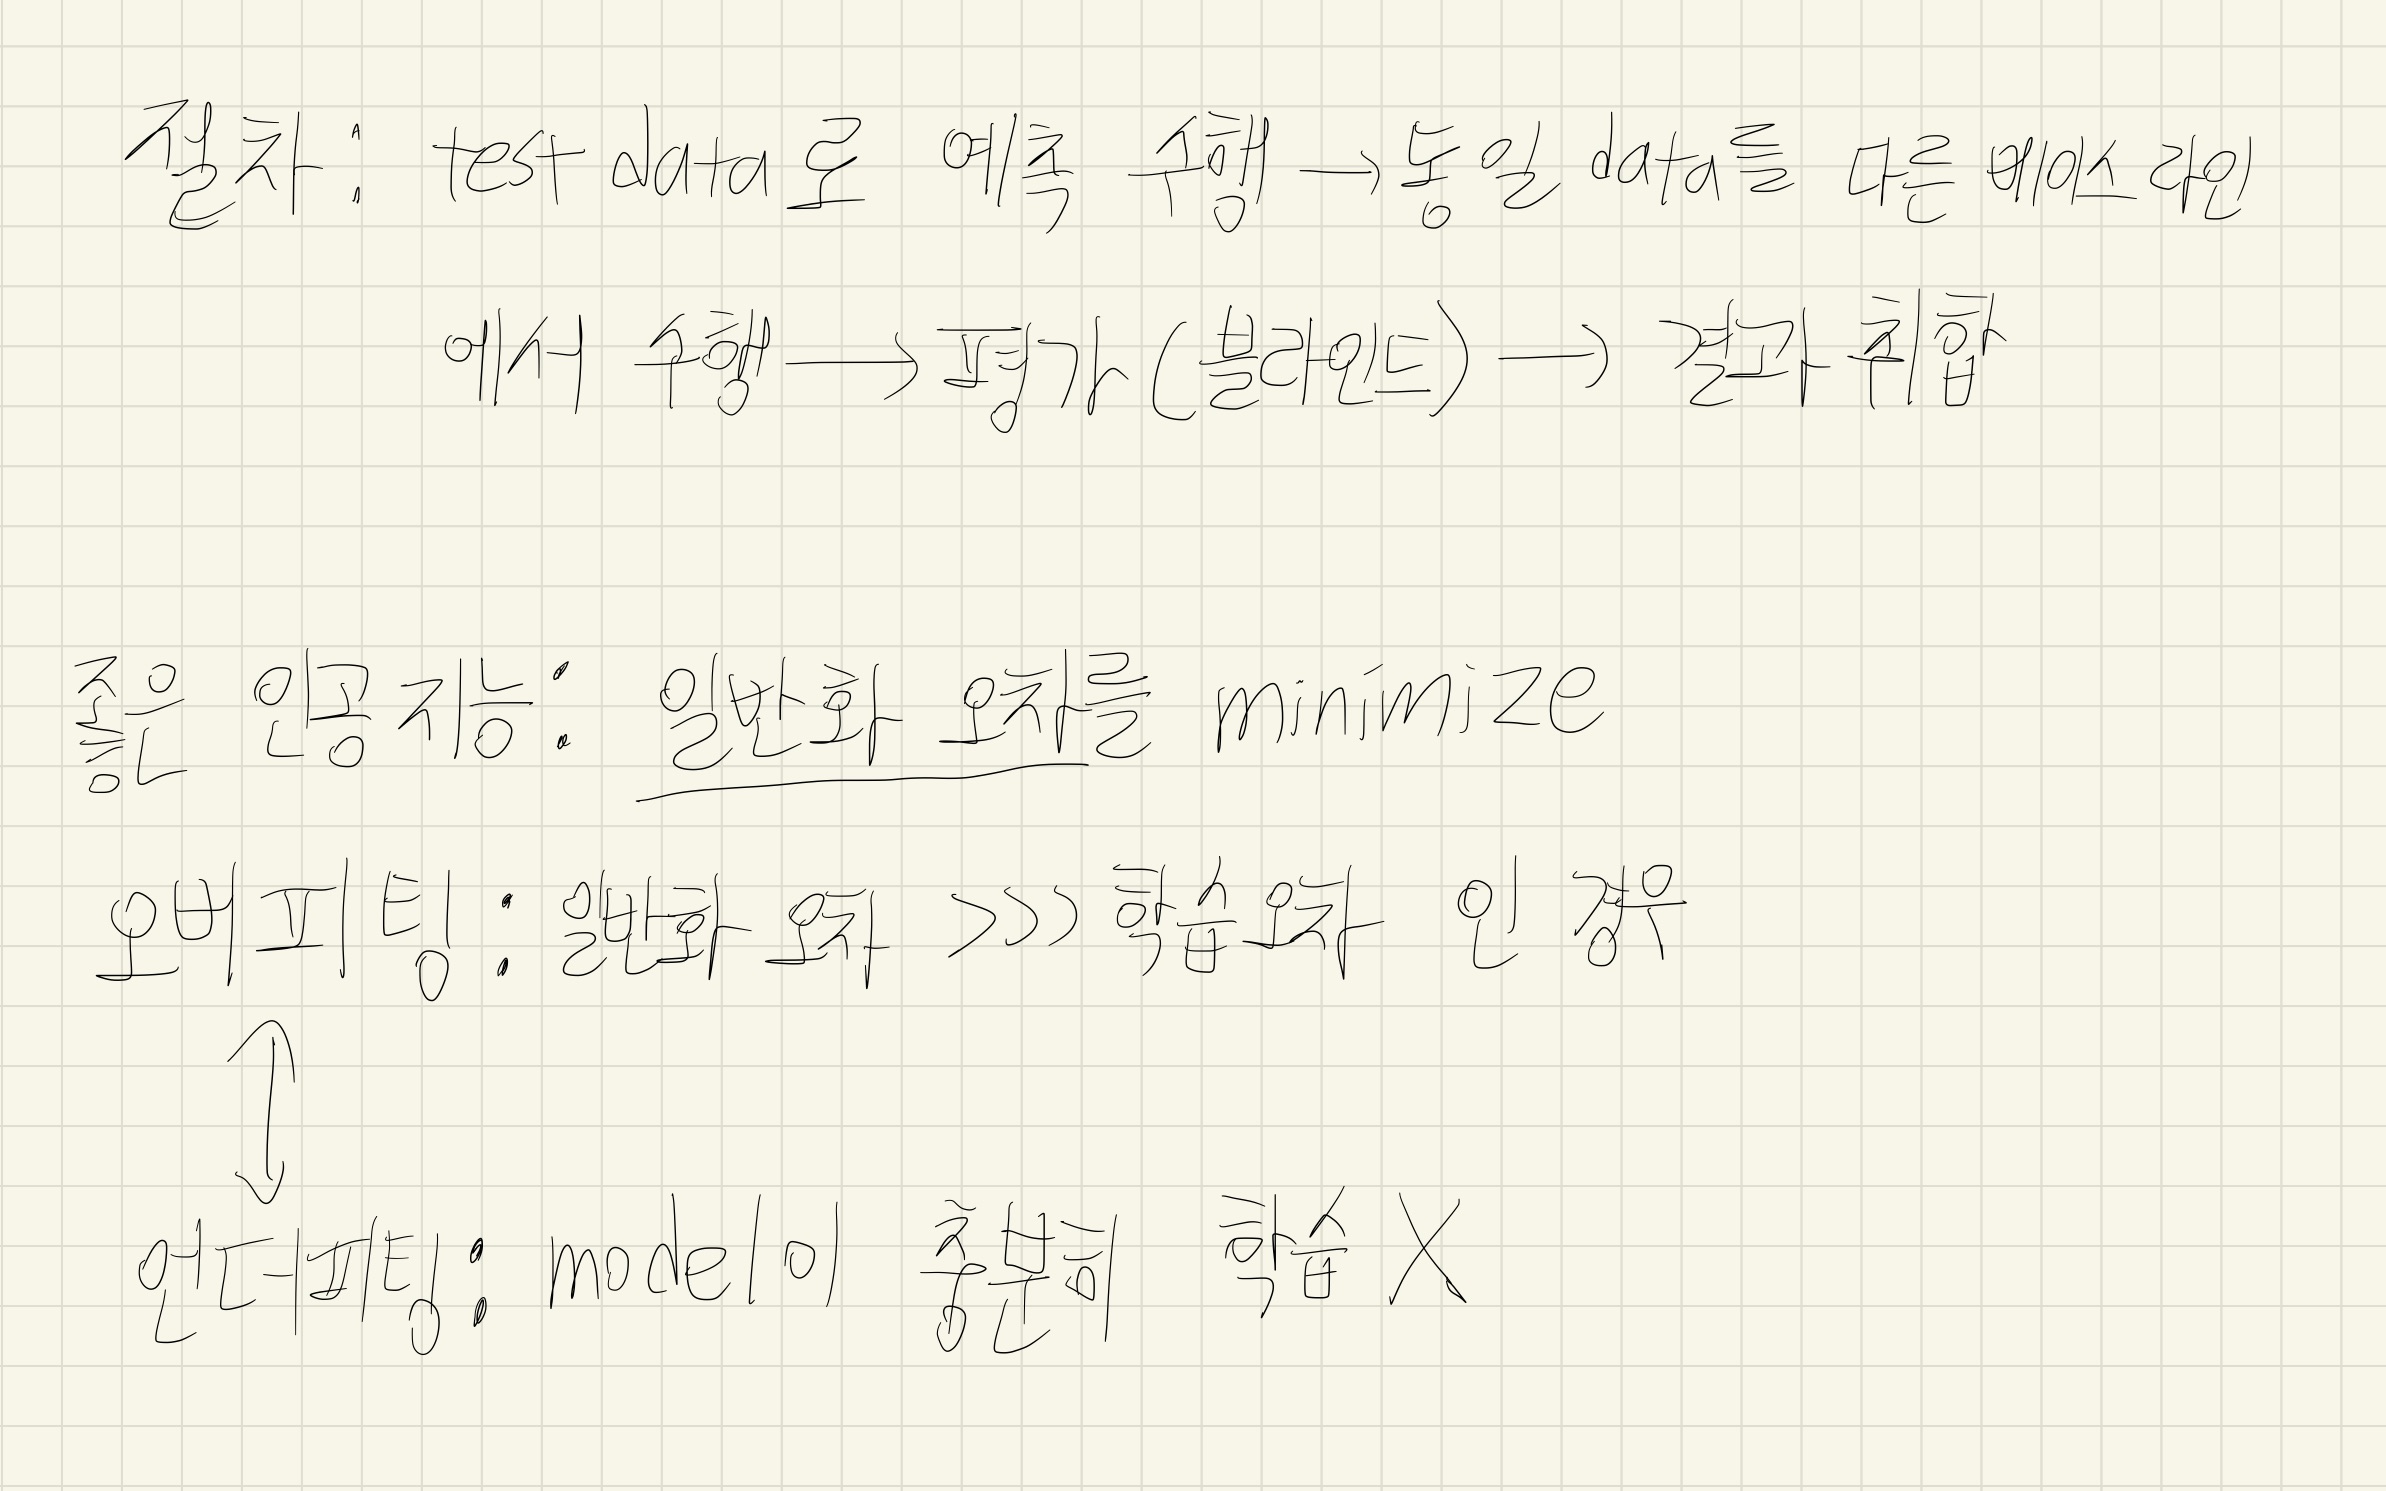 절차: test data로 예측 수행 → 동일 data를 다른 베이스라인
에서 수행 → 평가(블라인드) → 결과 취합
좋은 인공지능: 일반화 오차를 minimize
오버피팅: 일반화 오차 >>> 학습오차 인 경우
언더피팅: model이 충분히 학습 X